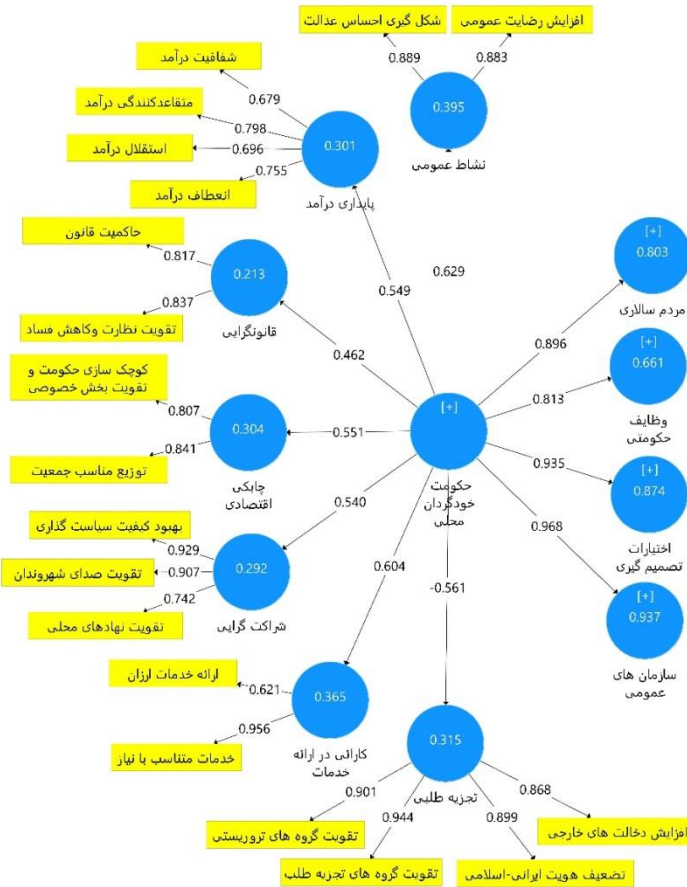 شکل گیری احساس عدالت
افزایش رضایت عمومی
0.889
0.883
0.395
نشاط عمومی
شفافیت درآمد
متقاعدکنندگی درآمد
استقلال درآمد
انعطاف درآمد
0.679
0.798
0.696
0.755
0.301
پایداری درآمد
حاکمیت قانون
تقویت نظارت وکاهش فساد
0.817
0.837
0.213
قانونگرایی
0.549
0.629
0.462
[+]
0.803
مردم سالاری
0.896
[+]
0.661
وظایف
حکومتی
0.813
کوچک سازی حکومت و
تقویت بخش خصوصی
توزیع مناسب جمعیت
0.807
0.841
0.304
چابکی
اقتصادی
0.551
[+]
حکومت
خودگردان
محلی
0.935
[+]
0.874
اختیارات
تصمیم گیری
0.968
[+]
0.937
سازمان های
عمومی
بهبود کیفیت سیاست گذاری
تقویت صدای شهروندان
تقویت نهادهای محلی
0.929
0.907
0.742
0.292
شراکت گرایی
0.540
0.604
-0.561
ارائه خدمات ارزان
خدمات متناسب با نیاز
0.621
0.956
0.365
کارائی در ارائه
خدمات
0.315
تجزیه طلبی
0.901
0.944
0.899
0.868
تقویت گروه های تروریستی
تقویت گروه های تجزیه طلب
تضعیف هویت ایرانی-اسلامی
افزایش دخالت های خارجی